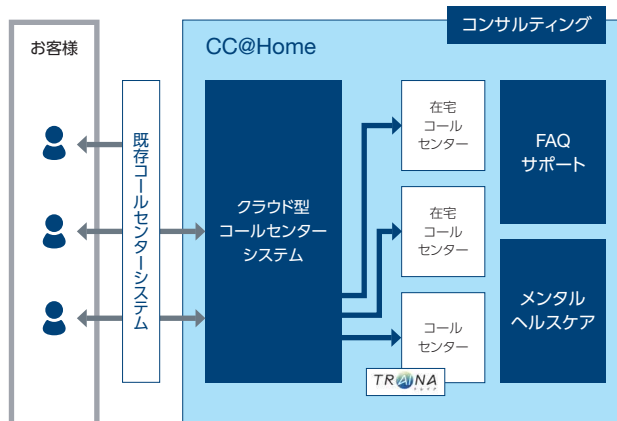 コンサルティング
お客様
CC@Home
既存コールセンターシステム
クラウド型
コールセンター
システム
在宅
コール
センター
在宅
コール
センター
コール
センター
TRAINA
トレイナ
FAQ
サポート
メンタル
ヘルスケア